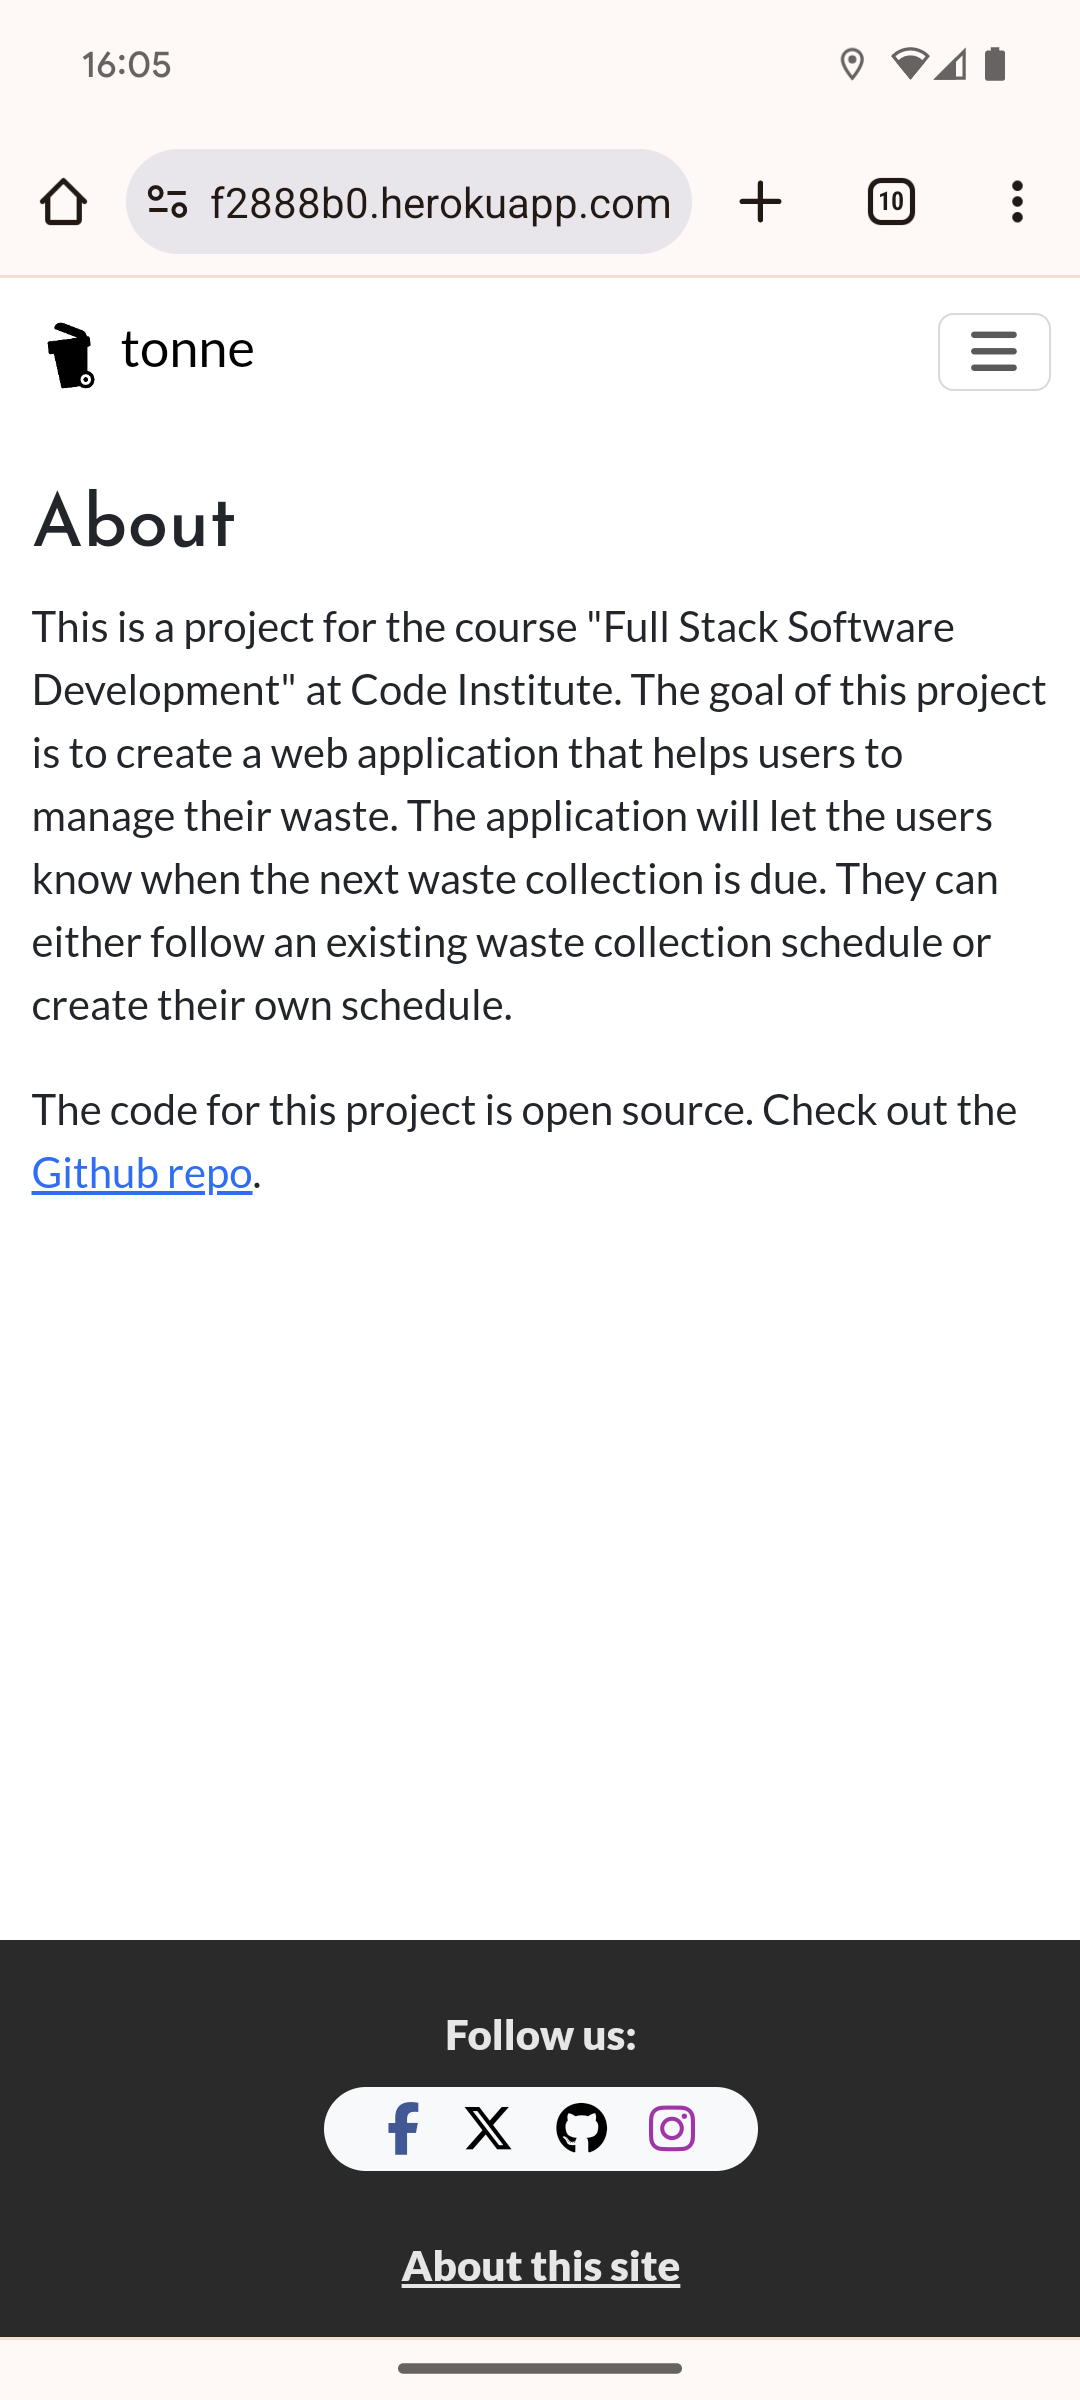 16:05
f2888b0.herokuapp.com
10
tonne
About
This is a project for the course "Full Stack Software
Development" at Code Institute. The goal of this project
is to create a web application that helps users to
manage their waste. The application will let the users
know when the next waste collection is due. They can
either follow an existing waste collection schedule or
create their own schedule.
The code for this project is open source. Check out the
Github repo.
Follow us:
About this site